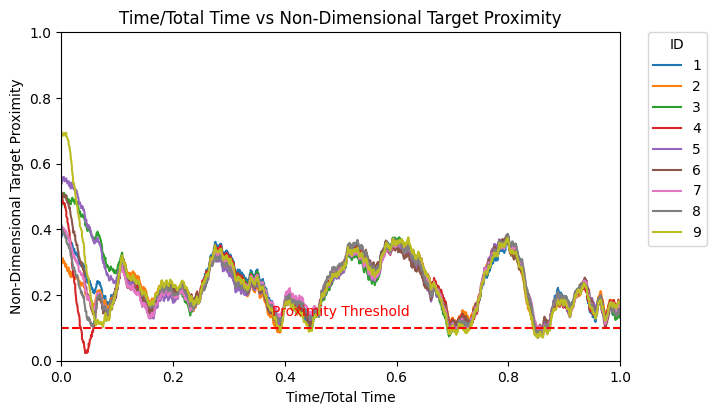 Time/Total Time vs Non-Dimensional Target Proximity
Non-Dimensional Target Proximity
1.0
0.8
0.6
0.4
0.2
0.0
Proximity Threshold
0.0 0.2 0.4 0.6 0.8 1.0
Time/Total Time
ID
1
2
3
4
5
6
7
8
9